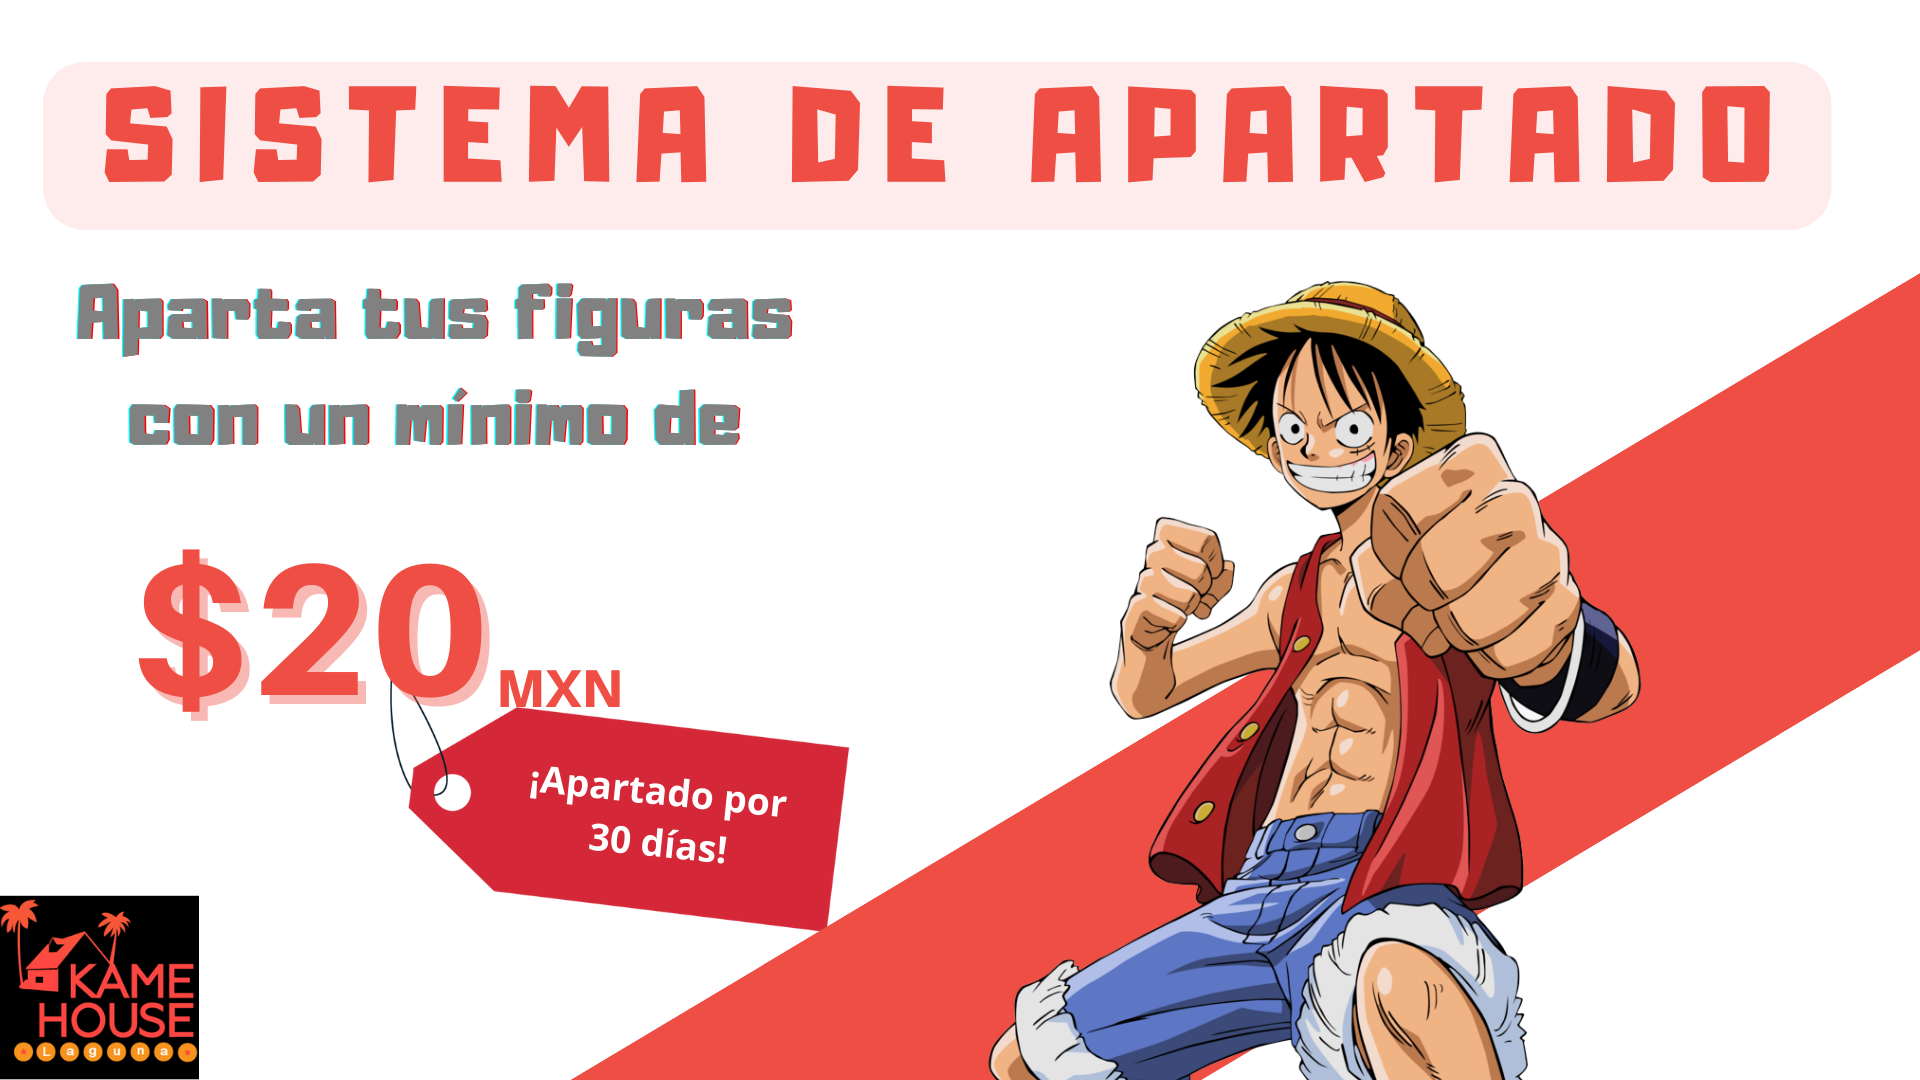 SISTEMA DE APARTADO
Aparta tus figuras
con un mínimo de
$20 MXN
¡Apartado por
30 días!
KAME
HOUSE
Laguna